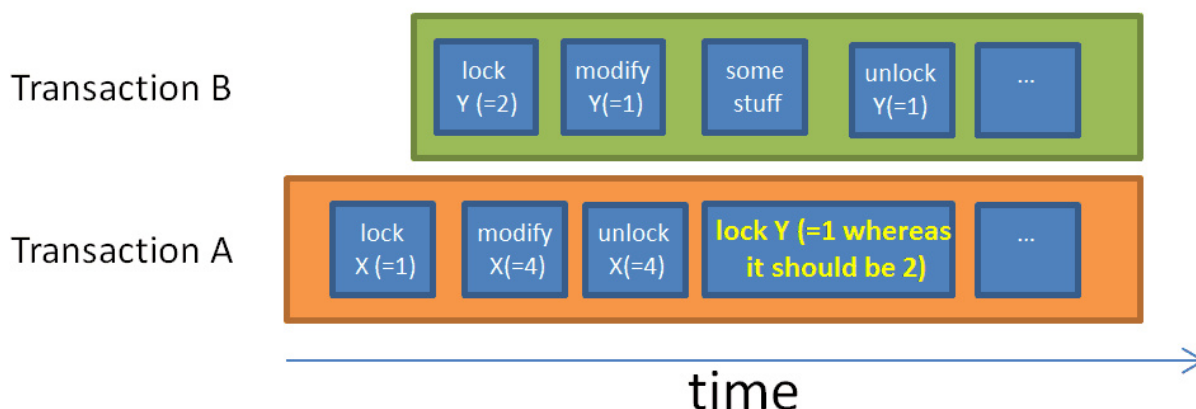 Transaction B
lock
Y (=2)
modify
Y(=1)
some
stuff
unlock
Y(=1)
...
Transaction A
lock
X (=1)
modify
X(=4)
unlock
X(=4)
lock Y (=1 whereas
it should be 2)
...
time